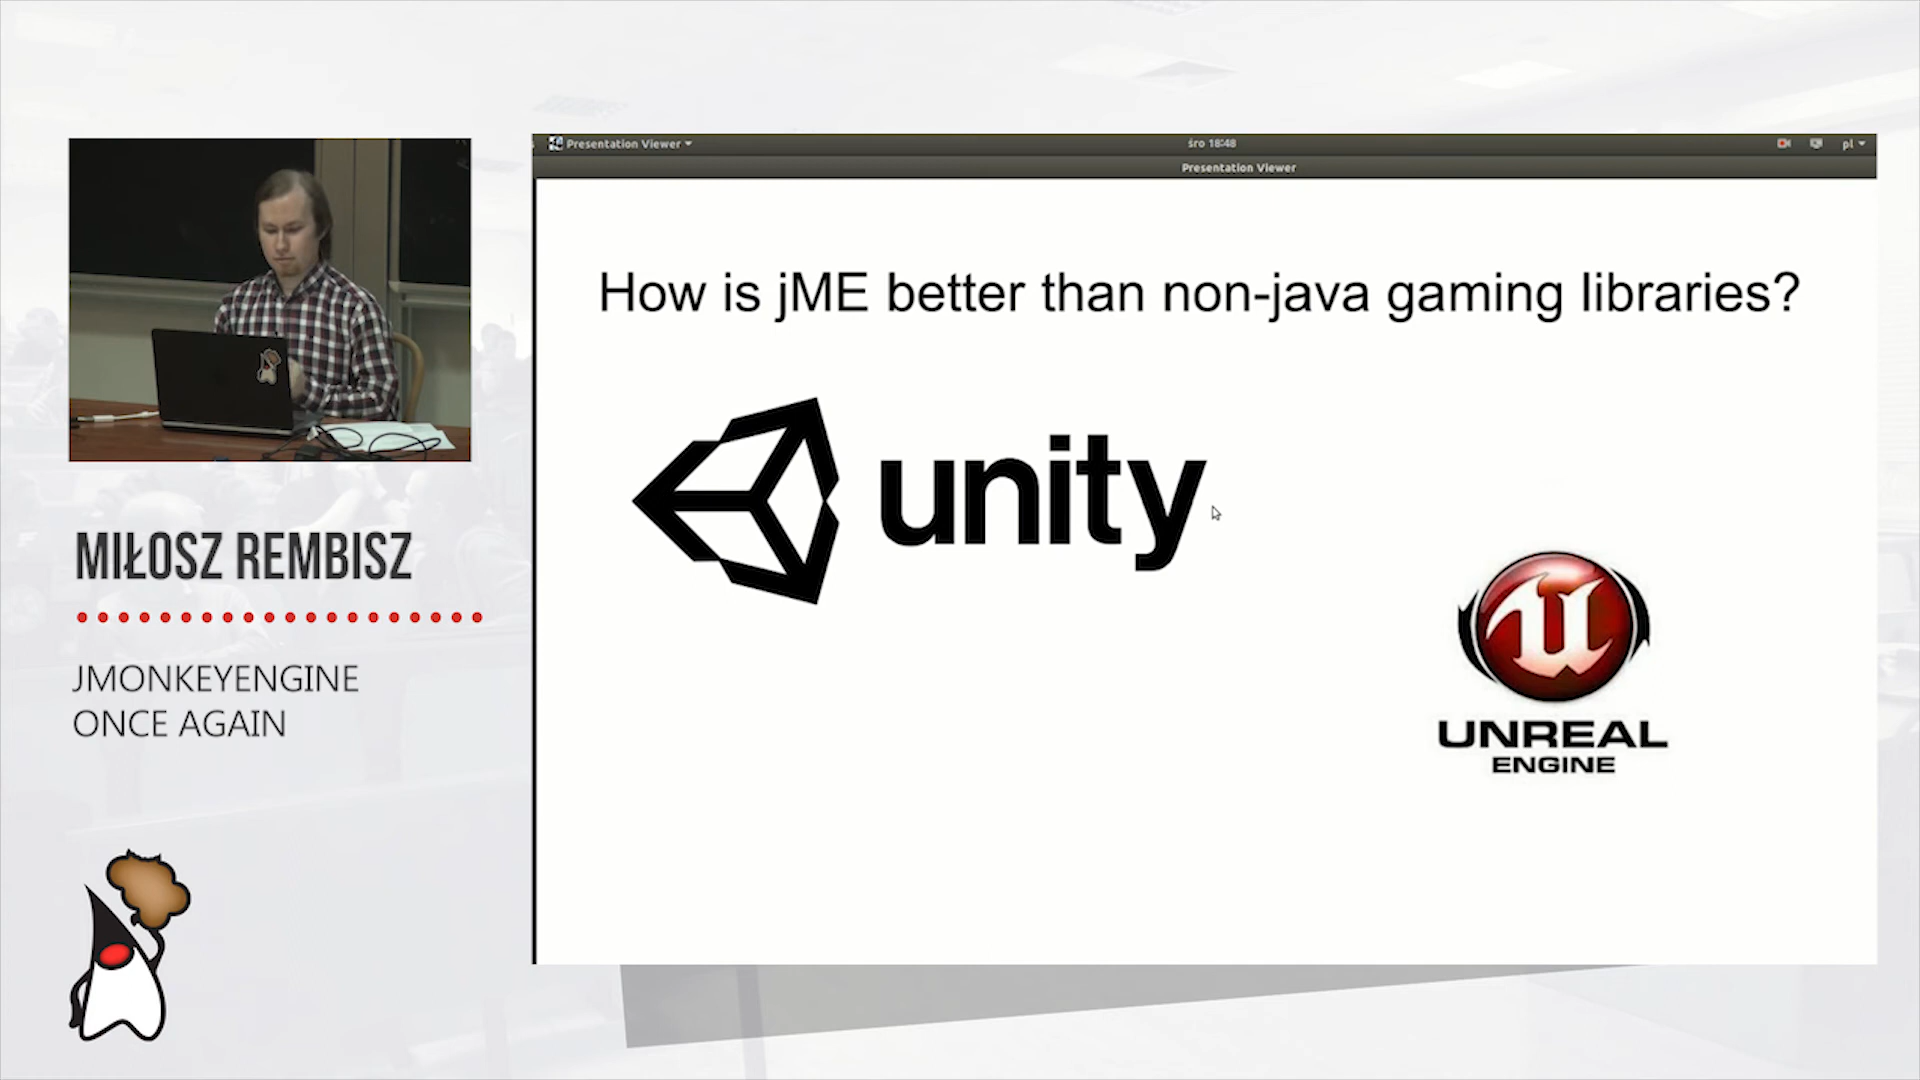 Presentation Viewer
śro 18:48
pl
Presentation Viewer
How is jME better than non-java gaming libraries?
unity
UNREAL
ENGINE
MIŁOSZ REMBISZ
JMONKEYENGINE
ONCE AGAIN